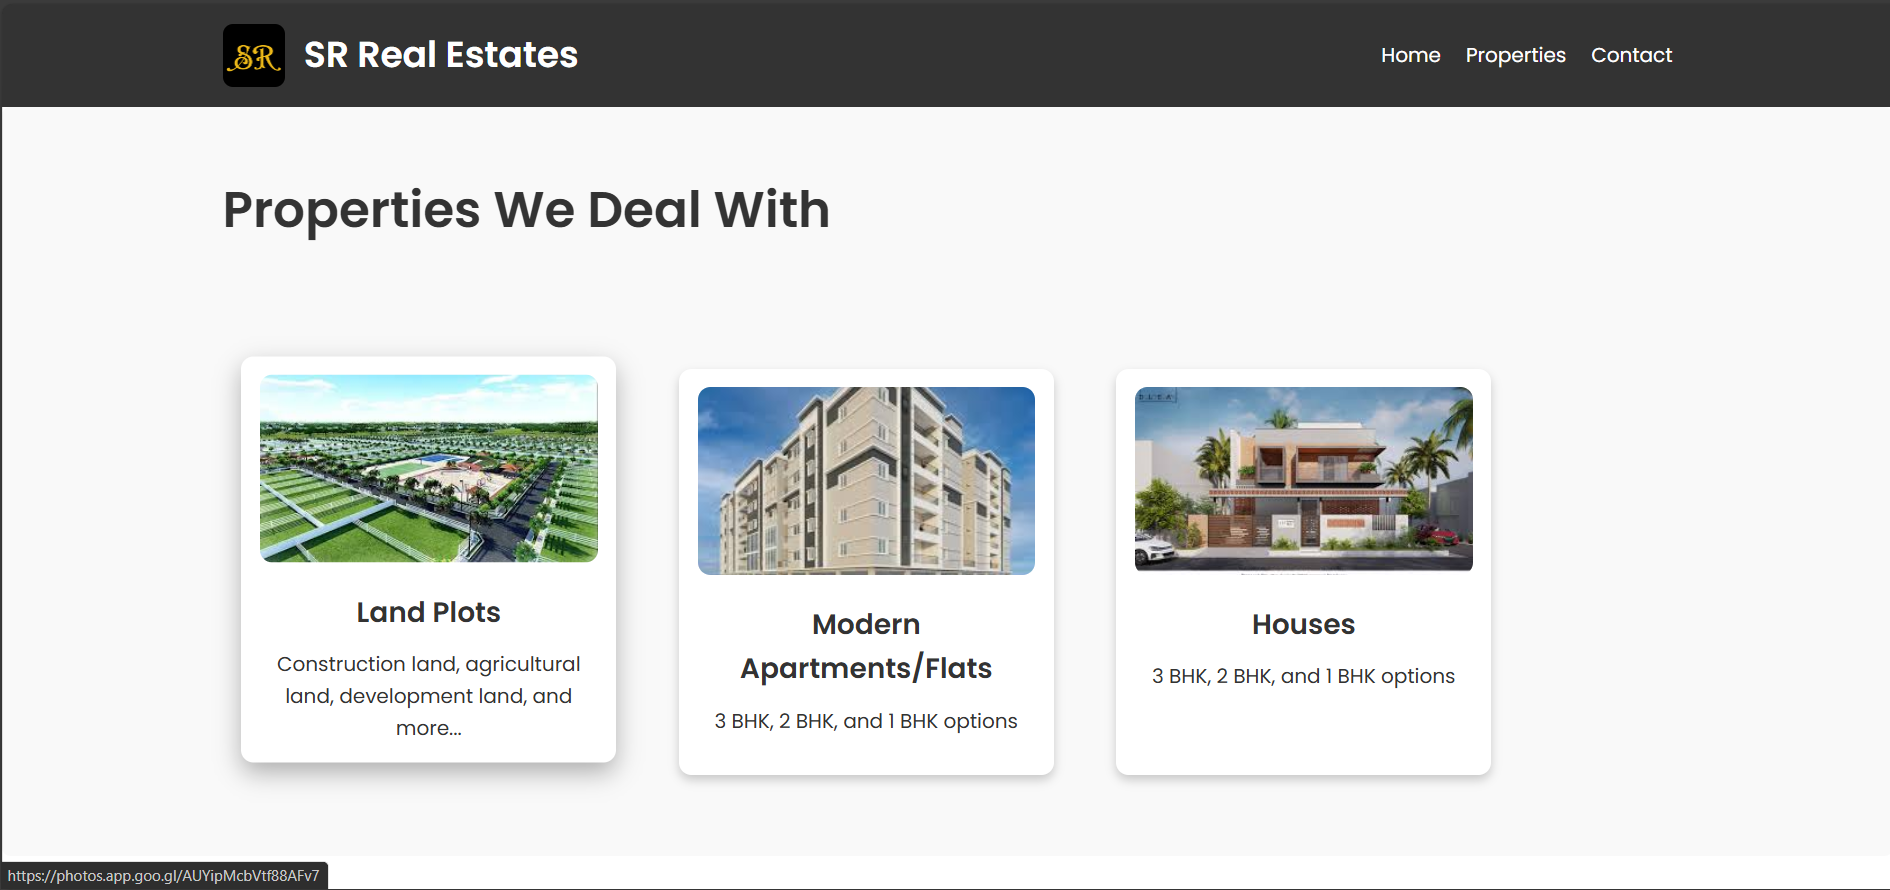 SR
SR Real Estates
Home
Properties
Contact
Properties We Deal With
Land Plots
Construction land, agricultural
land, development land, and
more...
Modern
Apartments/Flats
3 BHK, 2 BHK, and 1 BHK options
Houses
3 BHK, 2 BHK, and 1 BHK options
https://photos.app.goo.gl/AUYipMcbVtf88AFv7